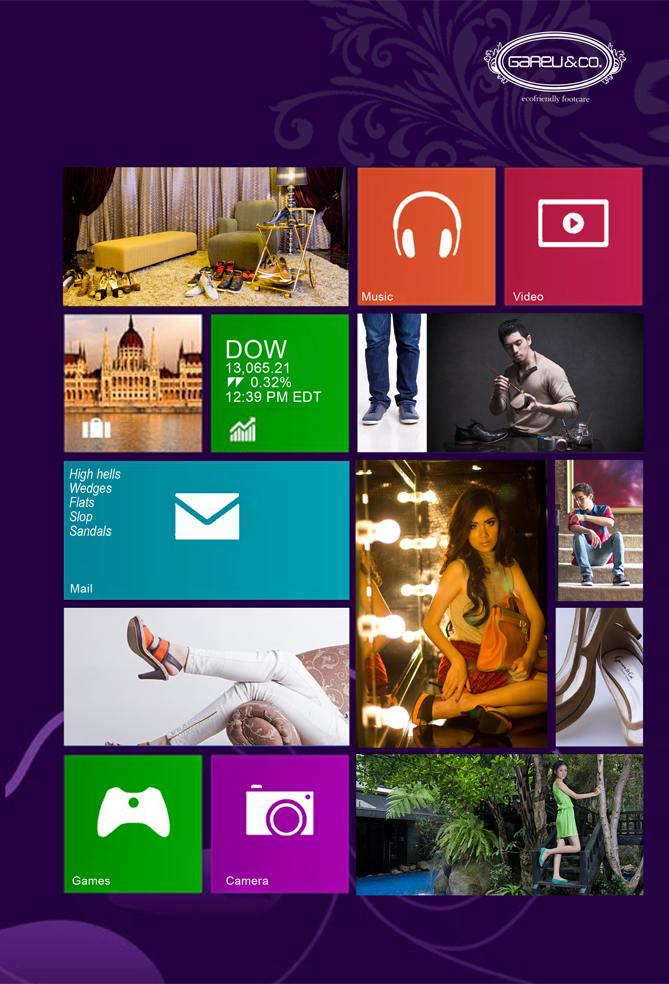 GAREU&CO.
ecofriendly footcare
Music
Video
DOW
13,065.21
0.32%
12:39 PM EDT
High hells
Wedges
Flats
Slop
Sandals
Mail
Games
Camera